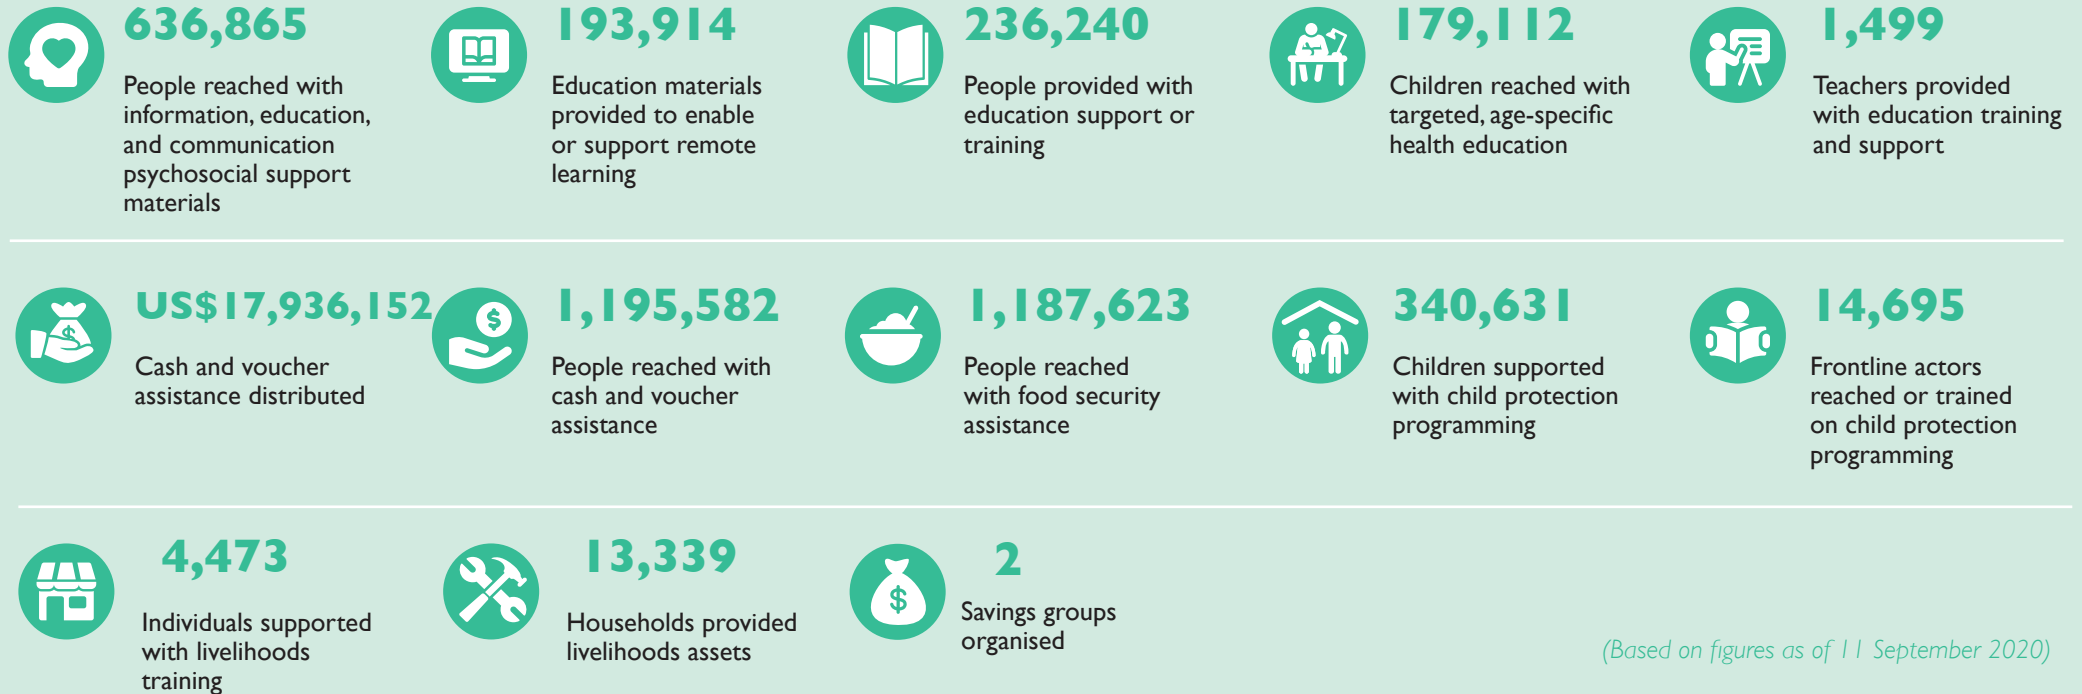 636,865
People reached with
information, education,
and communication
psychosocial support
materials
193,914
Education materials
provided to enable
or support remote
learning
236,240
People provided with
education support or
training
179,112
Children reached with
targeted, age-specific
health education
1,499
Teachers provided
with education training
and support
US$17,936,152
Cash and voucher
assistance distributed
1,195,582
People reached with
cash and voucher
assistance
1,187,623
People reached
with food security
assistance
340,631
Children supported
with child protection
programming
14,695
Frontline actors
reached or trained
on child protection
programming
4,473
Individuals supported
with livelihoods
training
13,339
Households provided
livelihoods assets
2
Savings groups
organised
(Based on figures as of 11 September 2020)